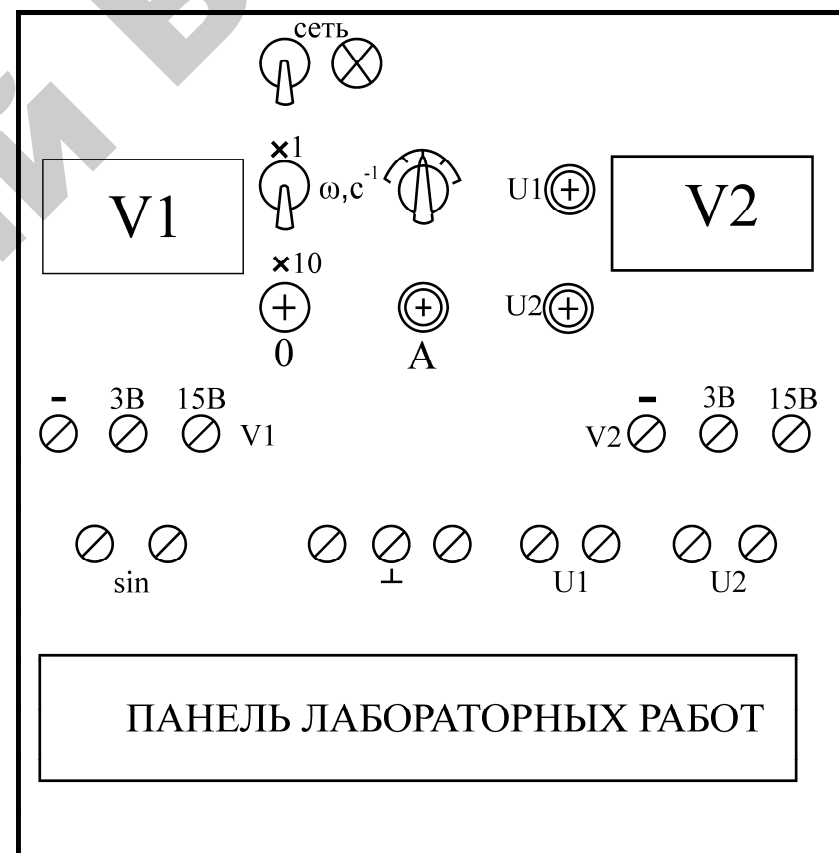 сеть
×1
V1
ω,с⁻¹
U1
V2
×10
U2
0
А
- 3В 15В V1
V2 - 3В 15В
sin
⊥
U1
U2
ПАНЕЛЬ ЛАБОРАТОРНЫХ РАБОТ